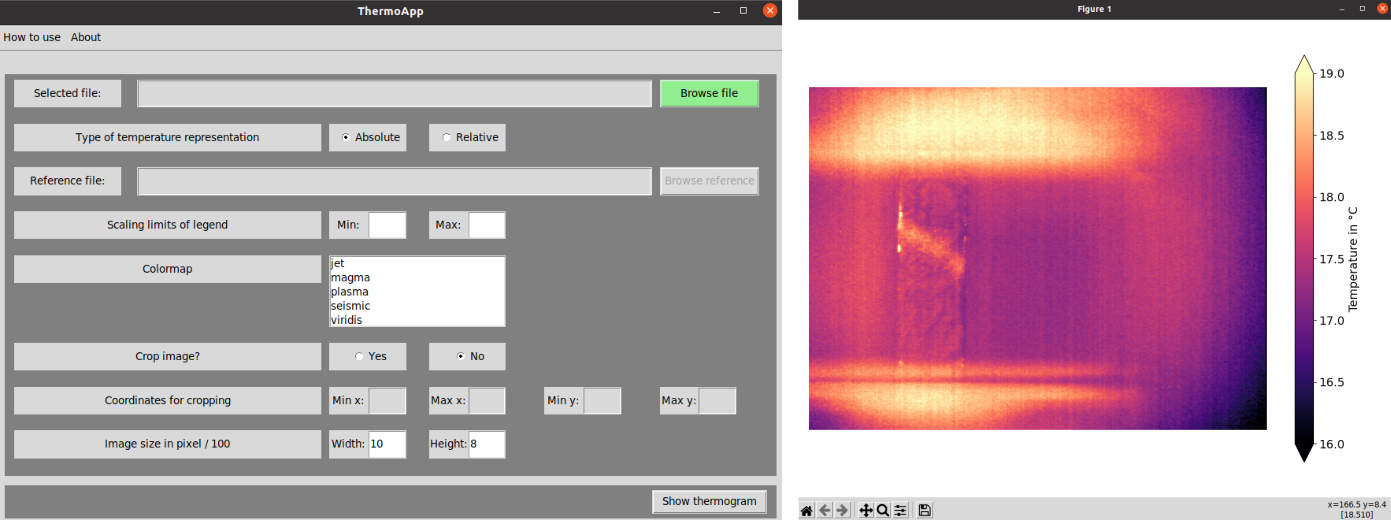 ThermoApp
How to use About
Selected file: Browse file
Type of temperature representation Absolute Relative
Reference file: Browse reference
Scaling limits of legend Min: Max:
Colormap jet
magma
plasma
seismic
viridis
Crop image? Yes No
Coordinates for cropping Min x: Max x: Min y: Max y:
Image size in pixel / 100 Width: 10 Height: 8
Show thermogram
Figure 1
19.0
18.5
18.0
17.5
17.0
16.5
16.0
Temperature in °C
x=166.5 y=8.4
[18.510]